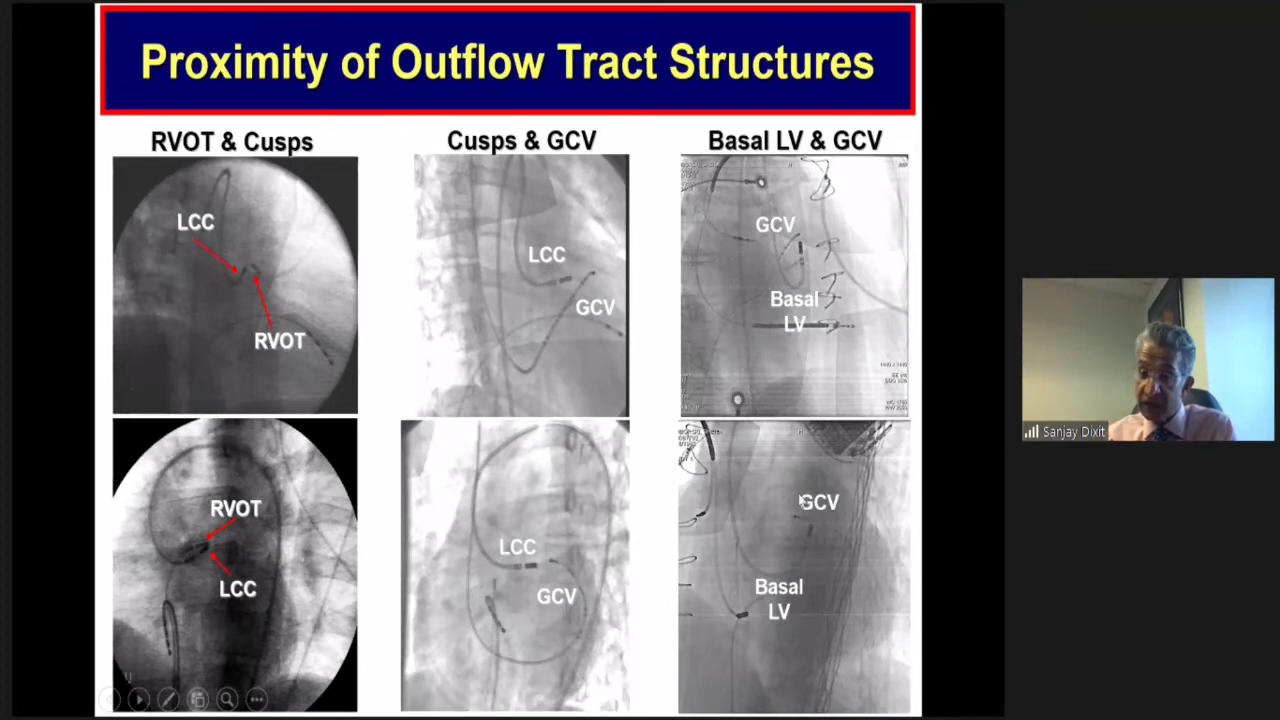 Proximity of Outflow Tract Structures
RVOT & Cusps
Cusps & GCV
Basal LV & GCV
LCC
RVOT
LCC
GCV
GCV
Basal
LV
RVOT
LCC
LCC
GCV
GCV
Basal
LV
Sanjay Dixit